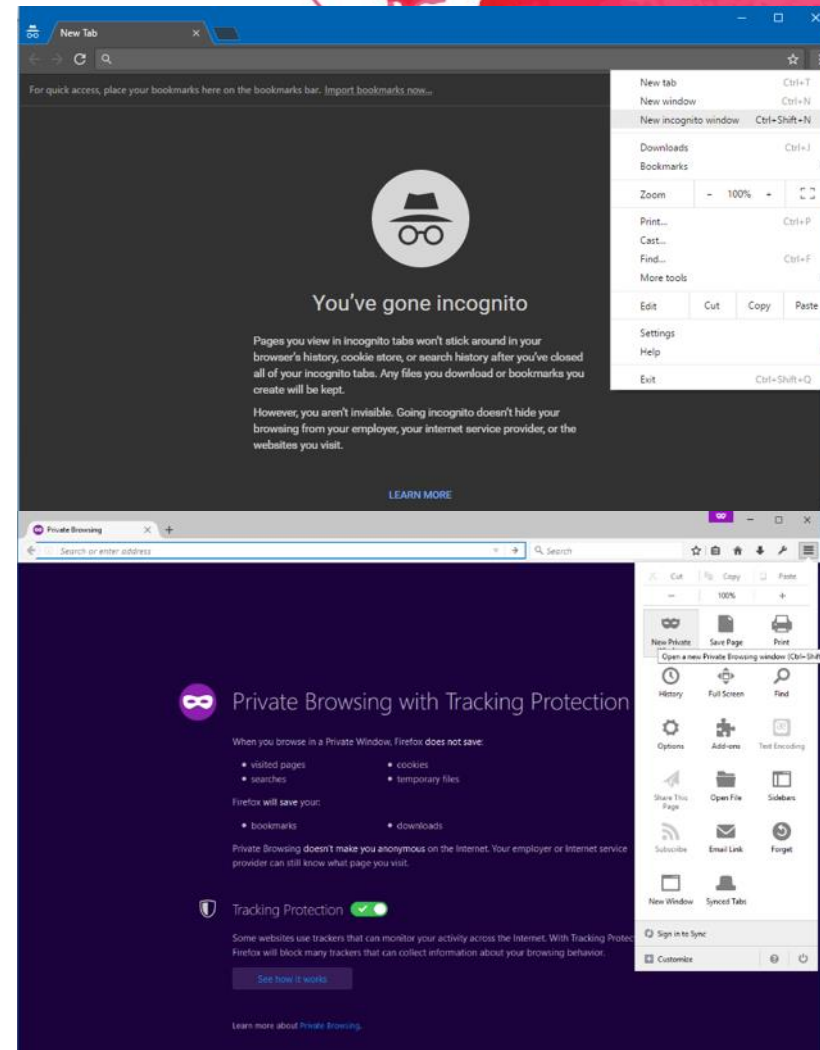 New Tab
For quick access, place your bookmarks here on the bookmarks bar. Import bookmarks now...
New tab Ctrl+T
New window Ctrl+N
New incognito window Ctrl+Shift+N
Downloads Ctrl+J
Bookmarks
Zoom - 100% +
Print... Ctrl+P
Cast...
Find... Ctrl+F
More tools
Edit Cut Copy Paste
Settings
Help
Exit Ctrl+Shift+Q
You've gone incognito
Pages you view in incognito tabs won't stick around in your
browser's history, cookie store, or search history after you've closed
all of your incognito tabs. Any files you download or bookmarks you
create will be kept.
However, you aren't invisible. Going incognito doesn't hide your
browsing from your employer, your internet service provider, or the
websites you visit.
LEARN MORE
Private Browsing
Search or enter address
Search
Cut Copy Paste
- 100% +
New Private Save Page Print
Open a new Private Browsing window (Ctrl+Shift
History Full Screen Find
Options Add-ons Text Encoding
Share This Open File Sidebars
Page
Subscribe Email Link Forget
New Window Synced Tabs
Sign in to Sync
Customize
Private Browsing with Tracking Protection
When you browse in a Private Window, Firefox does not save:
• visited pages • cookies
• searches • temporary files
Firefox will save your:
• bookmarks • downloads
Private Browsing doesn't make you anonymous on the Internet. Your employer or Internet service
provider can still know what page you visit.
Tracking Protection
Some websites use trackers that can monitor your activity across the Internet. With Tracking Protec
Firefox will block many trackers that can collect information about your browsing behavior.
See how it works
Learn more about Private Browsing.